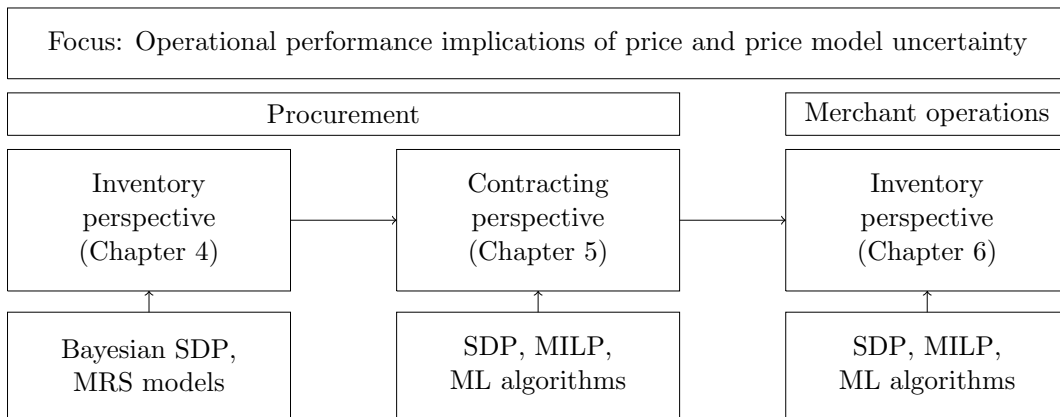 Focus: Operational performance implications of price and price model uncertainty
Procurement
Merchant operations
Inventory
perspective
(Chapter 4)
Contracting
perspective
(Chapter 5)
Inventory
perspective
(Chapter 6)
Bayesian SDP,
MRS models
SDP, MILP,
ML algorithms
SDP, MILP,
ML algorithms